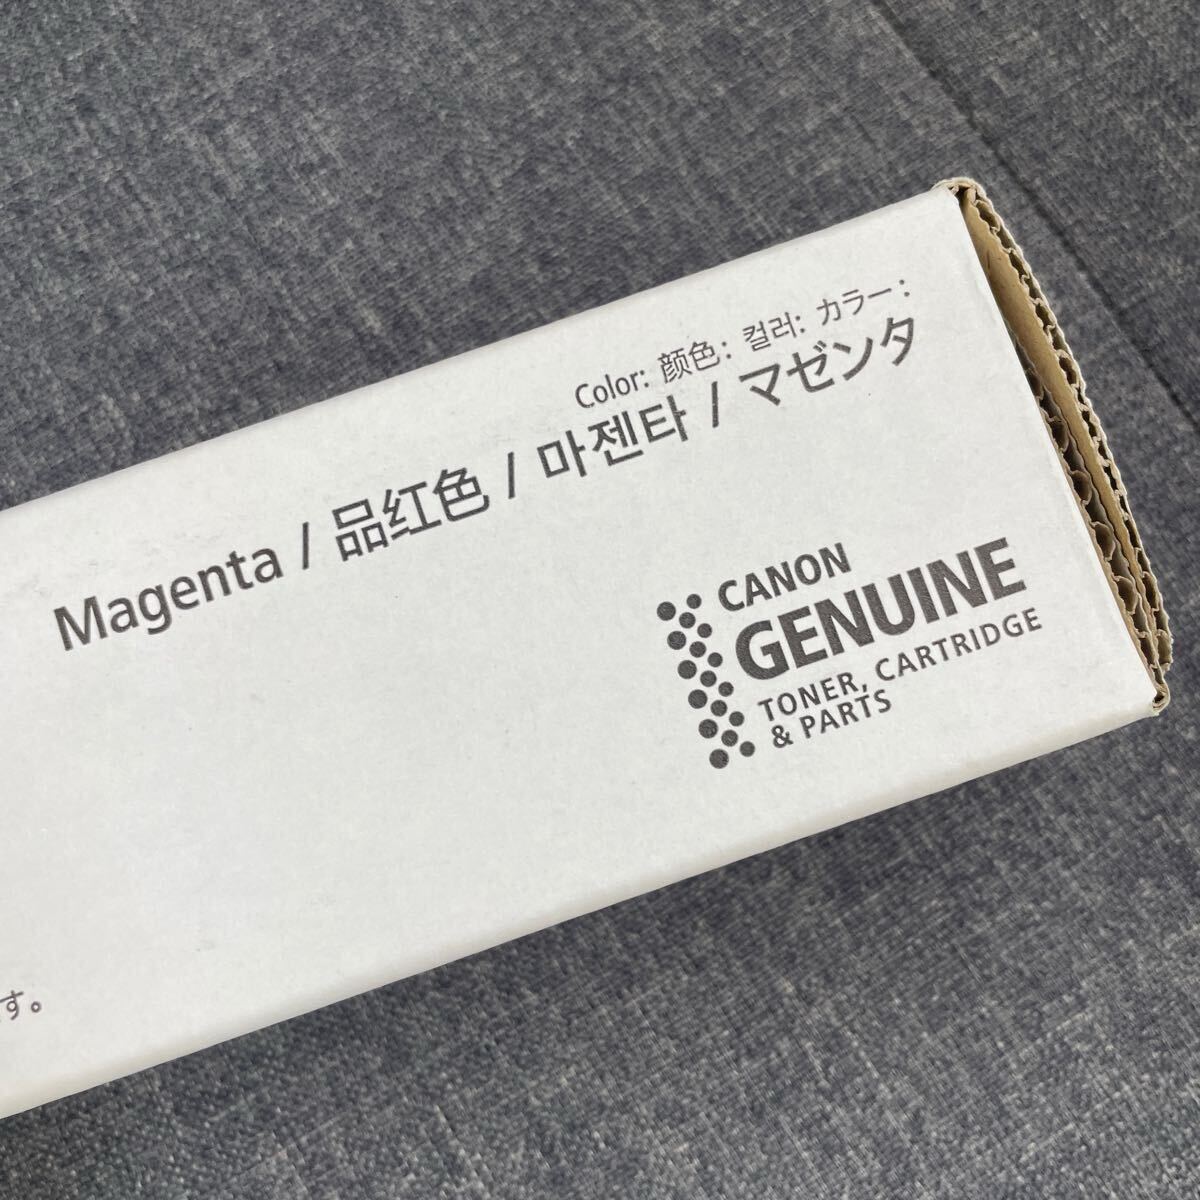 Color: 颜色: 컬러: カラー:
Magenta / 品红色 / 마젠타 / マゼンタ
CANON
GENUINE
TONER, CARTRIDGE
& PARTS
す。